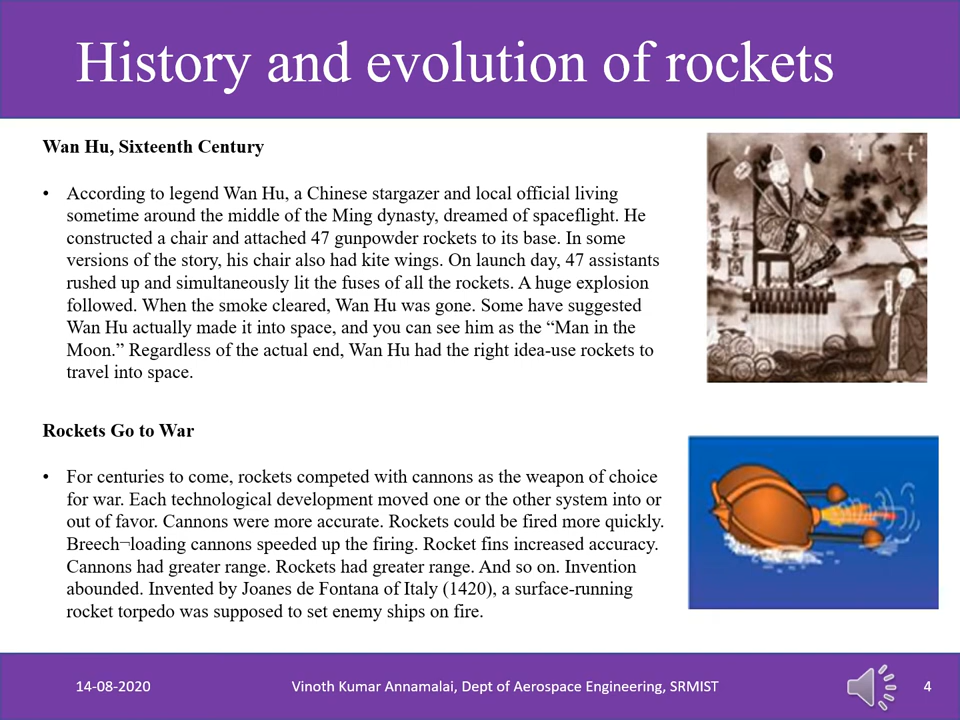 History and evolution of rockets
Wan Hu, Sixteenth Century
• According to legend Wan Hu, a Chinese stargazer and local official living
sometime around the middle of the Ming dynasty, dreamed of spaceflight. He
constructed a chair and attached 47 gunpowder rockets to its base. In some
versions of the story, his chair also had kite wings. On launch day, 47 assistants
rushed up and simultaneously lit the fuses of all the rockets. A huge explosion
followed. When the smoke cleared, Wan Hu was gone. Some have suggested
Wan Hu actually made it into space, and you can see him as the “Man in the
Moon.” Regardless of the actual end, Wan Hu had the right idea-use rockets to
travel into space.
Rockets Go to War
• For centuries to come, rockets competed with cannons as the weapon of choice
for war. Each technological development moved one or the other system into or
out of favor. Cannons were more accurate. Rockets could be fired more quickly.
Breech¬loading cannons speeded up the firing. Rocket fins increased accuracy.
Cannons had greater range. Rockets had greater range. And so on. Invention
abounded. Invented by Joanes de Fontana of Italy (1420), a surface-running
rocket torpedo was supposed to set enemy ships on fire.
14-08-2020
Vinoth Kumar Annamalai, Dept of Aerospace Engineering, SRMIST
4